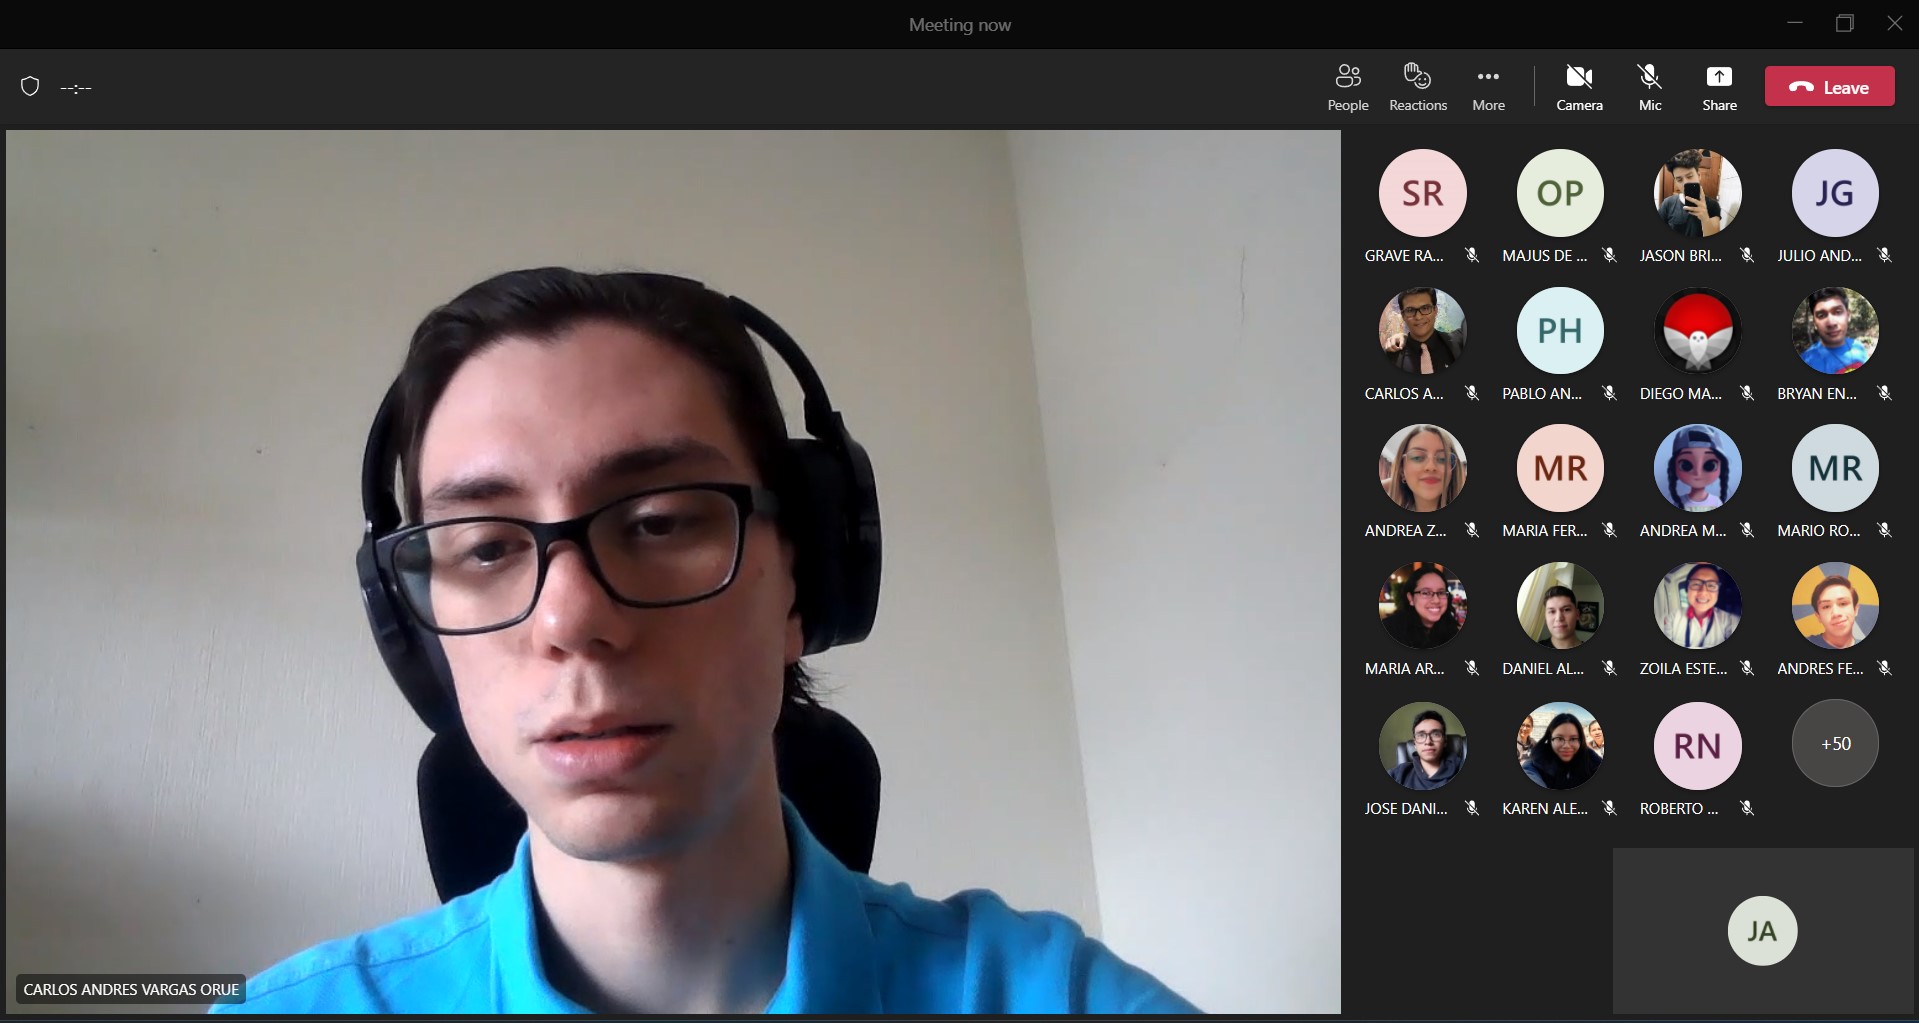 Meeting now
--:--
People
Reactions
More
Camera
Mic
Share
Leave
SR
OP
JG
GRAVE RA...
MAJUS DE ...
JASON BRI...
JULIO AND...
PH
CARLOS A...
PABLO AN...
DIEGO MA...
BRYAN EN...
MR
MR
ANDREA Z...
MARIA FER...
ANDREA M...
MARIO RO...
MARIA AR...
DANIEL AL...
ZOILA ESTE...
ANDRES FE...
RN
+50
JOSE DANI...
KAREN ALE...
ROBERTO ...
JA
CARLOS ANDRES VARGAS ORUE